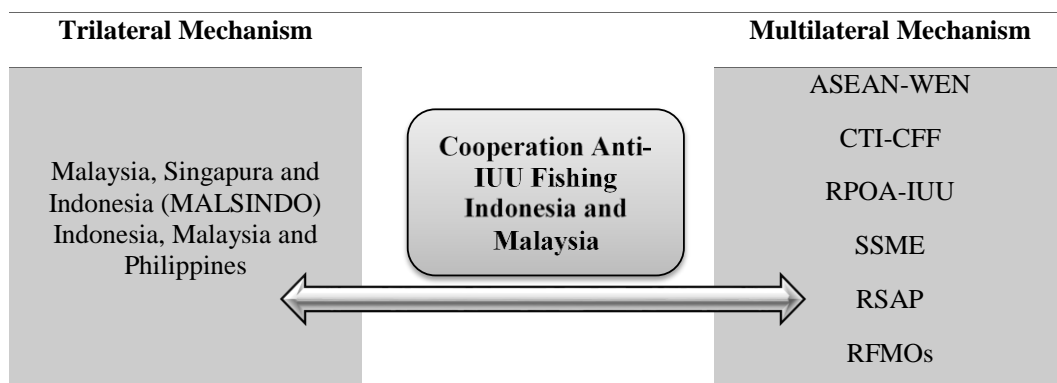 Trilateral Mechanism
Multilateral Mechanism
Malaysia, Singapura and
Indonesia (MALSINDO)
Indonesia, Malaysia and
Philippines
Cooperation Anti-
IUU Fishing
Indonesia and
Malaysia
ASEAN-WEN
CTI-CFF
RPOA-IUU
SSME
RSAP
RFMOs